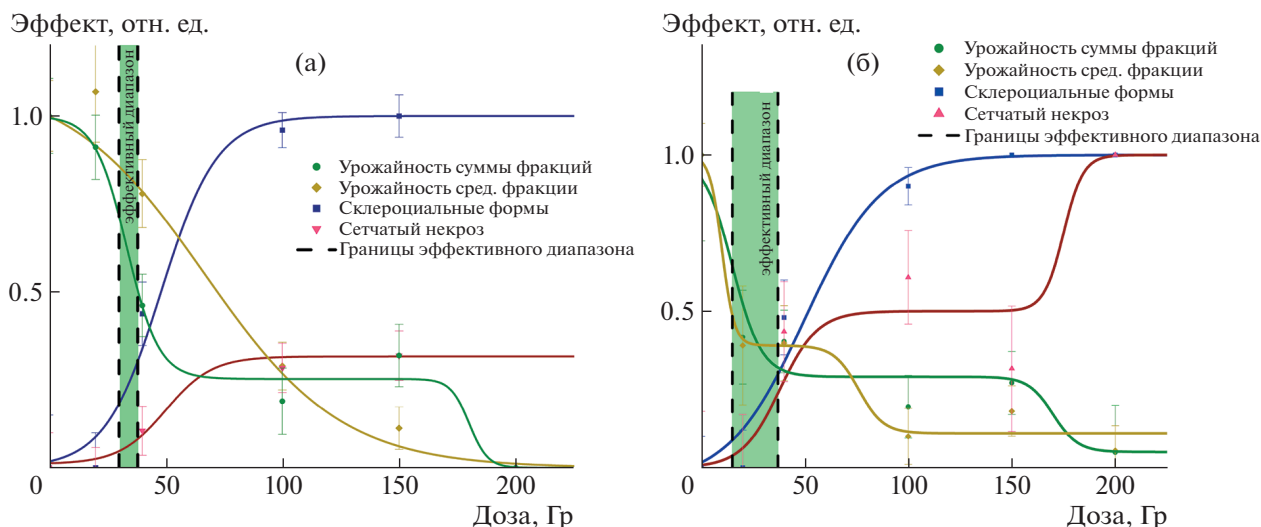 Эффект, отн. ед.
(а)
эффективный диапазон
1.0
0.5
Урожайность суммы фракций
Урожайность сред. фракции
Склероциальные формы
Сетчатый некроз
Границы эффективного диапазона
0
50
100
150
200
Доза, Гр
Эффект, отн. ед.
(б)
Урожайность суммы фракций
Урожайность сред. фракции
Склероциальные формы
Сетчатый некроз
Границы эффективного диапазона
эффективный диапазон
1.0
0.5
0
50
100
150
200
Доза, Гр